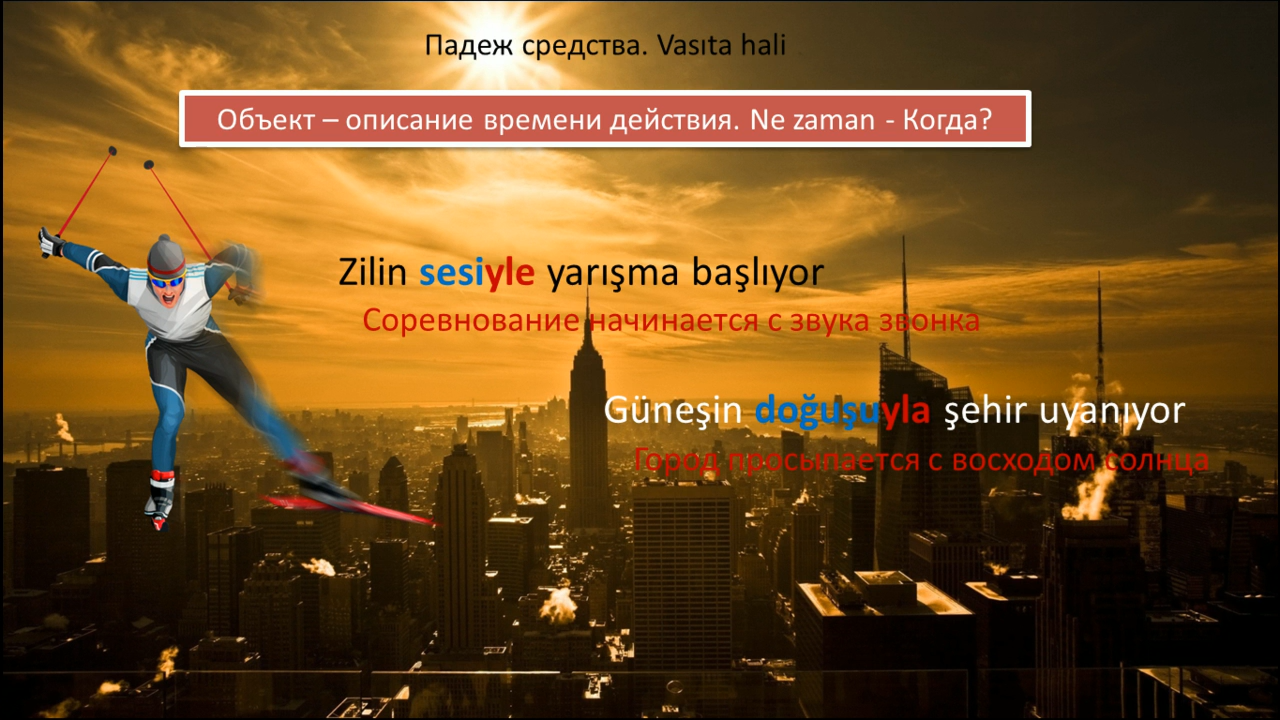 Падеж средства. Vasıta hali
Объект – описание времени действия. Ne zaman - Когда?
Zilin sesiyle yarışma başlıyor
Соревнование начинается с звука звонка
Güneşin doğuşuyla şehir uyanıyor
Город просыпается с восходом солнца